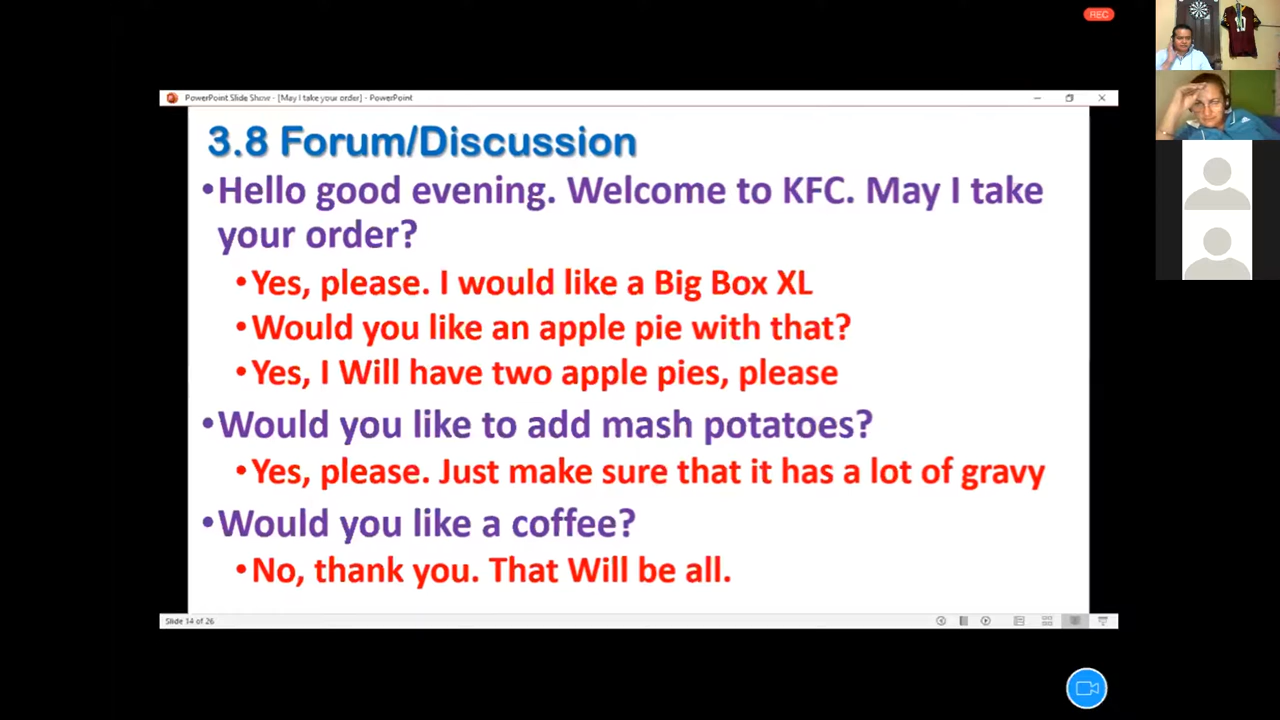 REC
PowerPoint Slide Show - [May I take your order] - PowerPoint
3.8 Forum/Discussion
•Hello good evening. Welcome to KFC. May I take
your order?
•Yes, please. I would like a Big Box XL
•Would you like an apple pie with that?
•Yes, I Will have two apple pies, please
•Would you like to add mash potatoes?
•Yes, please. Just make sure that it has a lot of gravy
•Would you like a coffee?
•No, thank you. That Will be all.
Slide 14 of 26